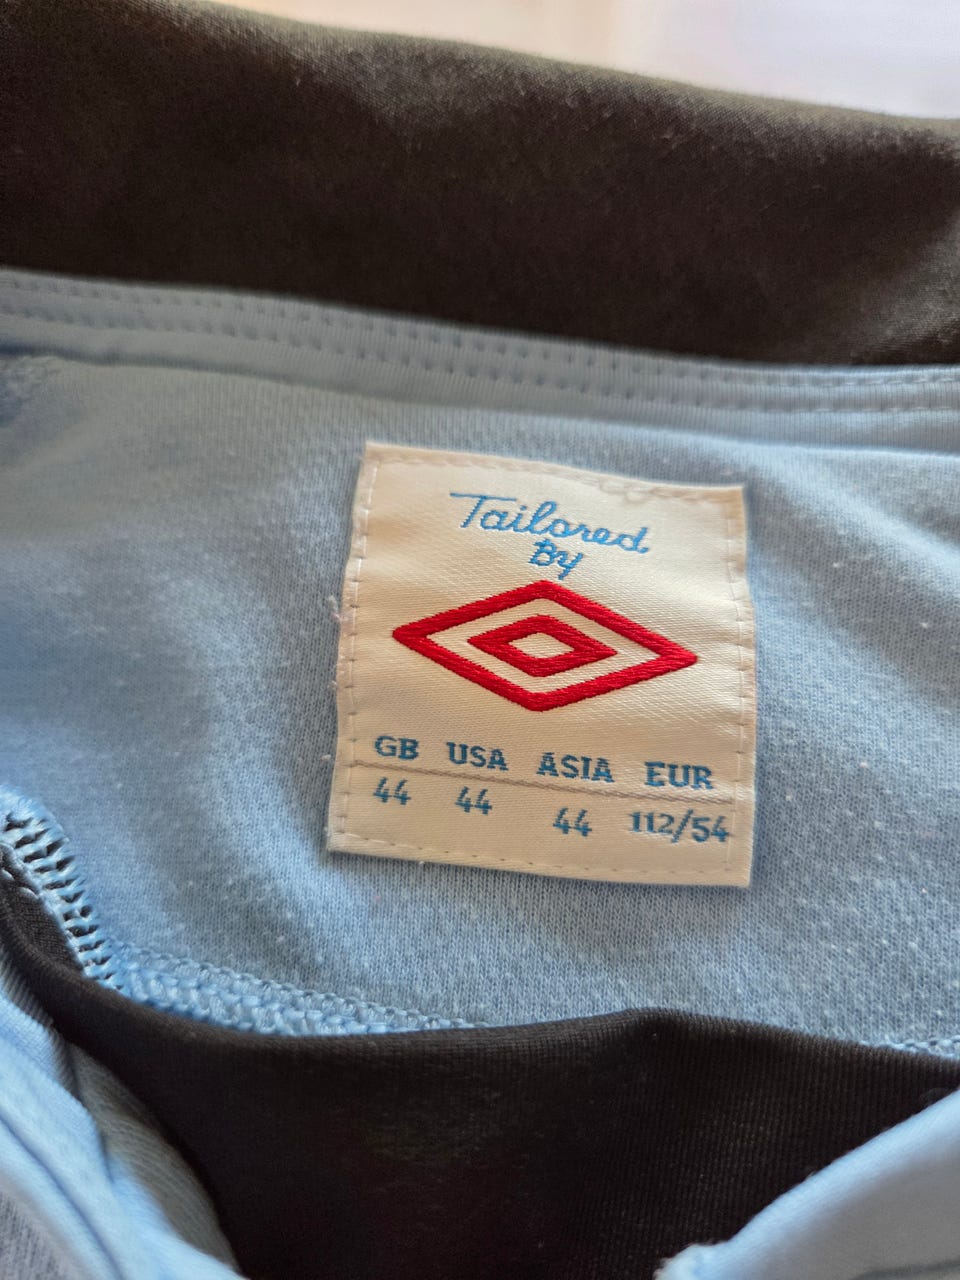 Tailored
By
GB USA ASIA EUR
44 44 44 112/54